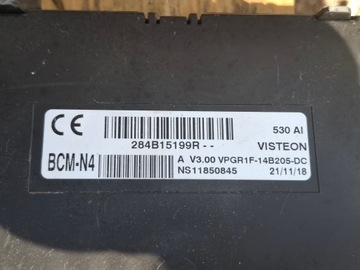 CE 530 AI
284B15199R - - VISTEON
BCM-N4 A V3.00 VPGR1F-14B205-DC
NS11850845 21/11/18